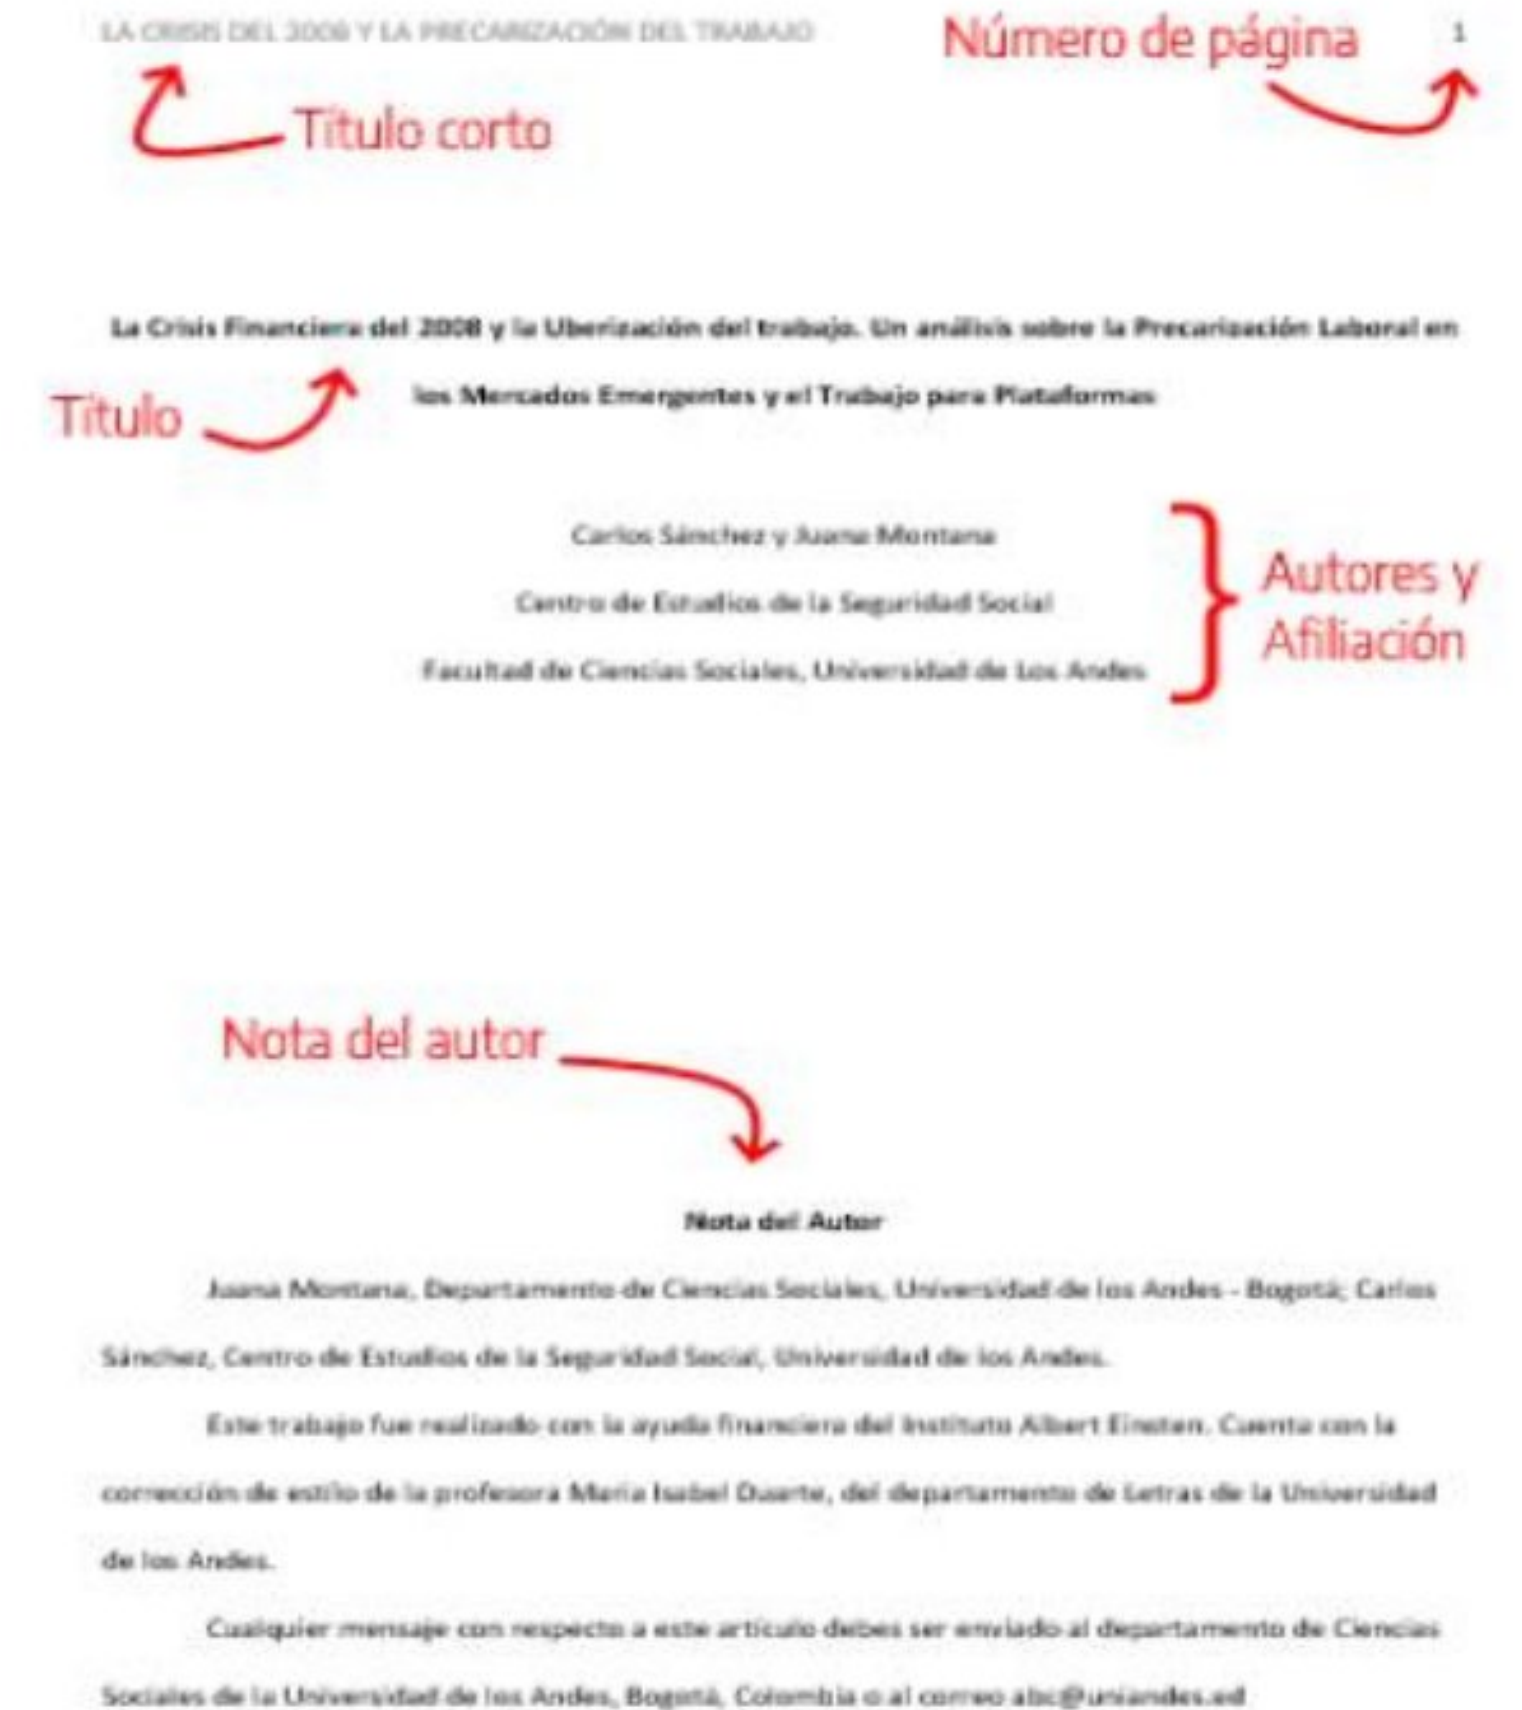 LA CRISIS DEL 2008 Y LA PRECARIZACIÓN DEL TRABAJO
Número de página
1
Título corto
La Crisis Financiera del 2008 y la Uberización del trabajo. Un análisis sobre la Precarización Laboral en
los Mercados Emergentes y el Trabajo para Plataformas
Título
Carlos Sánchez y Juana Montana
Centro de Estudios de la Seguridad Social
Facultad de Ciencias Sociales, Universidad de Los Andes
Autores y
Afiliación
Nota del autor
Nota del Autor
Juana Montana, Departamento de Ciencias Sociales, Universidad de los Andes - Bogotá; Carlos
Sánchez, Centro de Estudios de la Seguridad Social, Universidad de los Andes.
Este trabajo fue realizado con la ayuda financiera del Instituto Albert Einsten. Cuenta con la
corrección de estilo de la profesora María Isabel Duarte, del departamento de Letras de la Universidad
de los Andes.
Cualquier mensaje con respecto a este artículo debes ser enviado al departamento de Ciencias
Sociales de la Universidad de los Andes, Bogotá, Colombia o al correo abc@uniandes.ed